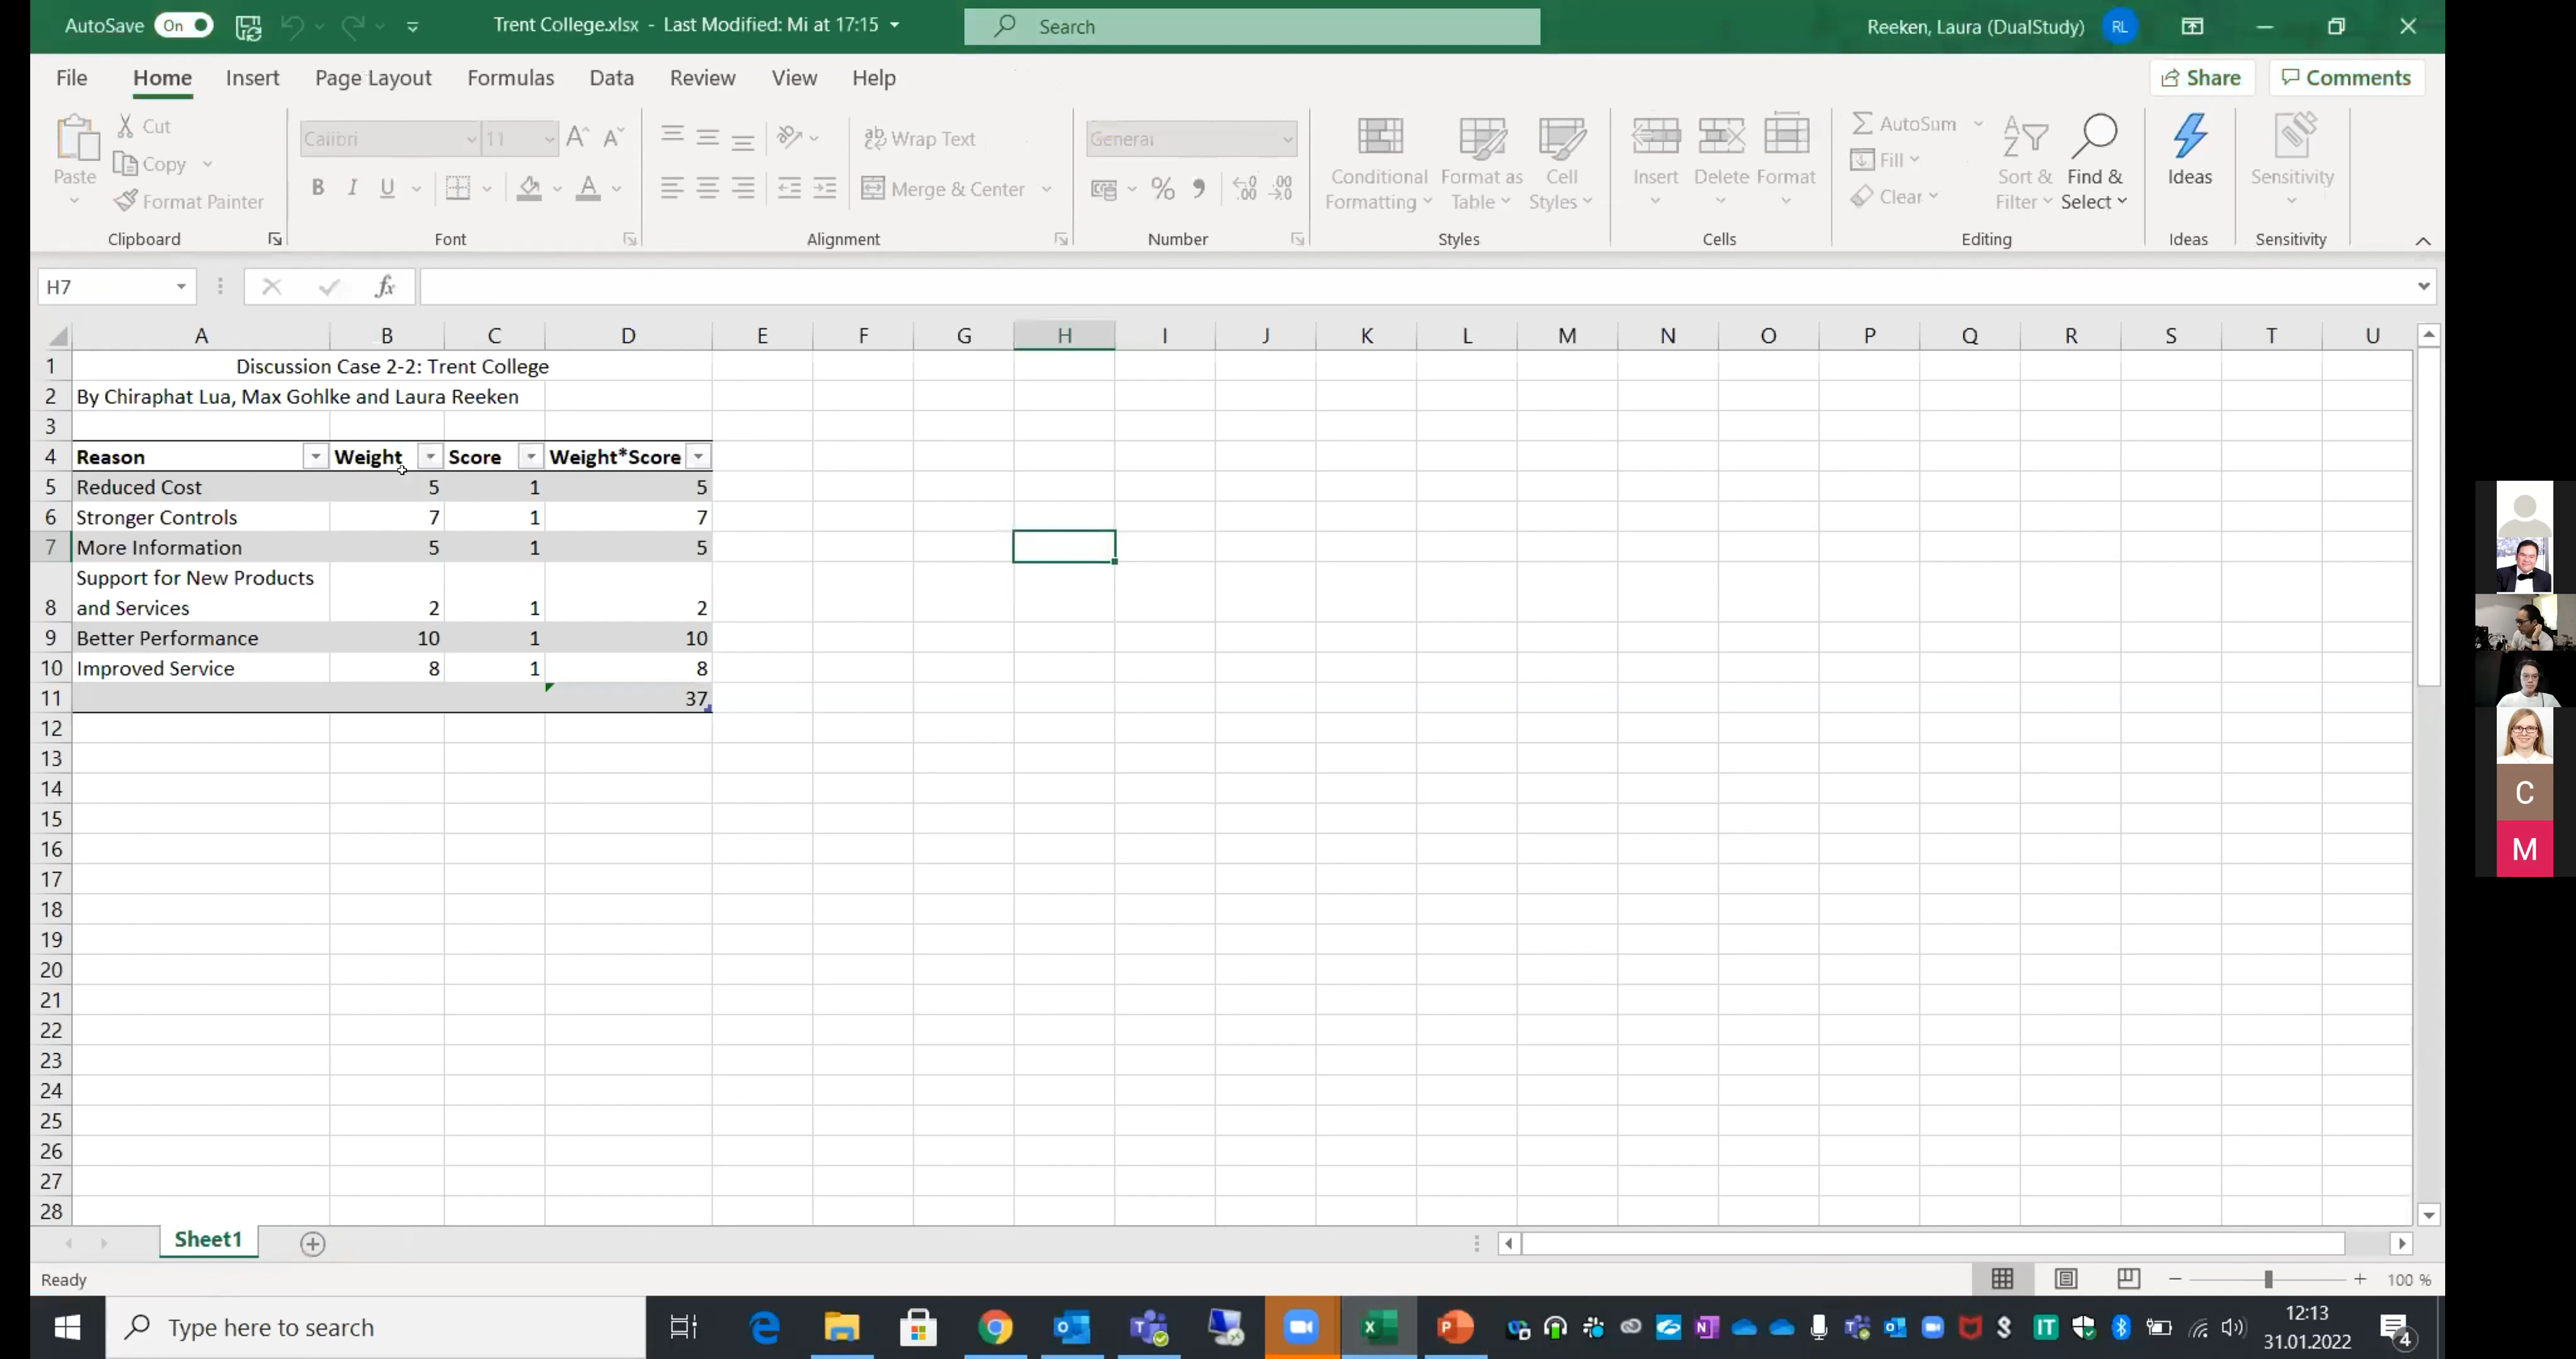 AutoSave On Trent College.xlsx - Last Modified: Mi at 17:15 Search Reeken, Laura (DualStudy) RL
File Home Insert Page Layout Formulas Data Review View Help Share Comments
Paste Cut Copy Format Painter Clipboard
Calibri 11 B I U Font
Wrap Text Merge & Center Alignment
General % Number
Conditional Formatting Format as Table Cell Styles Styles
Insert Delete Format Cells
AutoSum Fill Clear Sort & Filter Find & Select Editing
Ideas Ideas
Sensitivity Sensitivity
H7 fx
A B C D E F G H I J K L M N O P Q R S T U
1 Discussion Case 2-2: Trent College
2 By Chiraphat Lua, Max Gohlke and Laura Reeken
3
4 Reason Weight Score Weight*Score
5 Reduced Cost 5 1 5
6 Stronger Controls 7 1 7
7 More Information 5 1 5
Support for New Products
8 and Services 2 1 2
9 Better Performance 10 1 10
10 Improved Service 8 1 8
11 37
12
13
14
15
16
17
18
19
20
21
22
23
24
25
26
27
28
C
M
Sheet1
Ready 100 %
Type here to search 12:13
31.01.2022 4